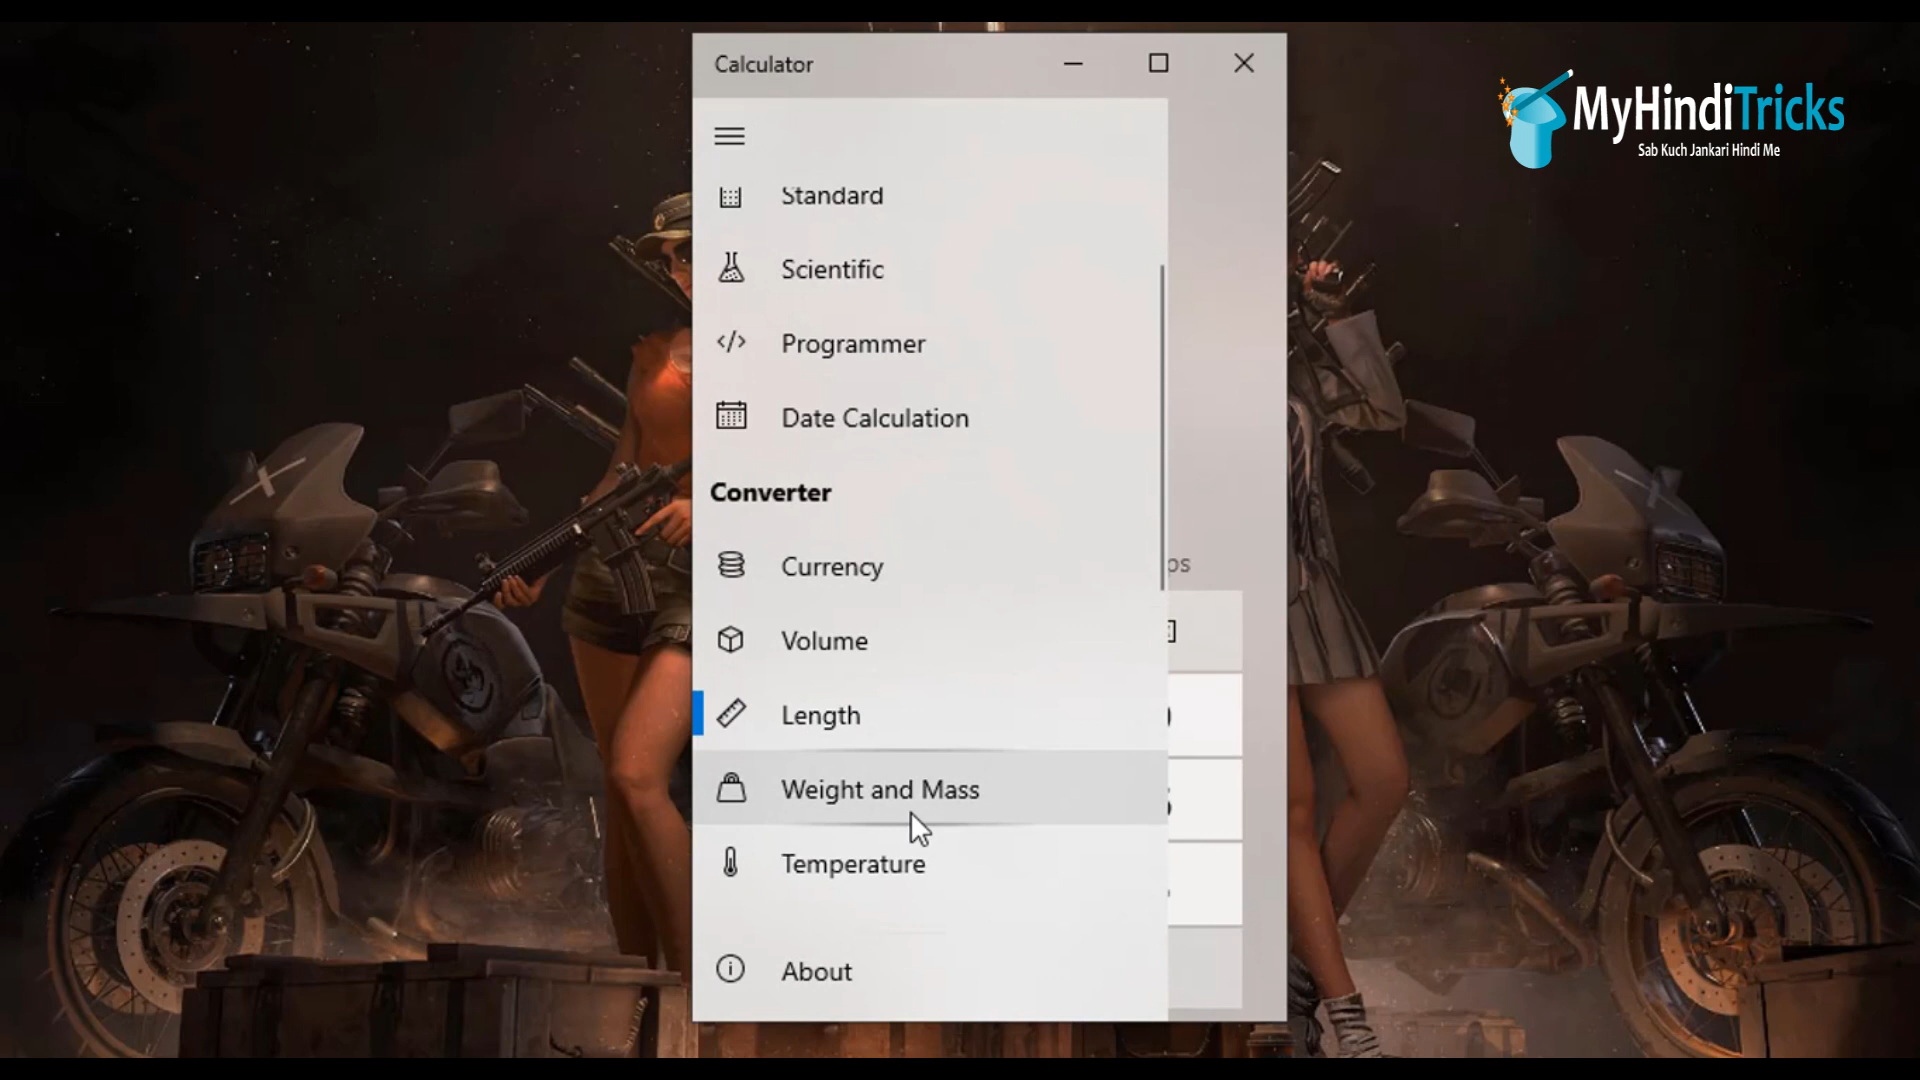 Calculator
MyHindiTricks
Sab Kuch Jankari Hindi Me
Standard
Scientific
Programmer
Date Calculation
Converter
Currency
Volume
Length
Weight and Mass
Temperature
About